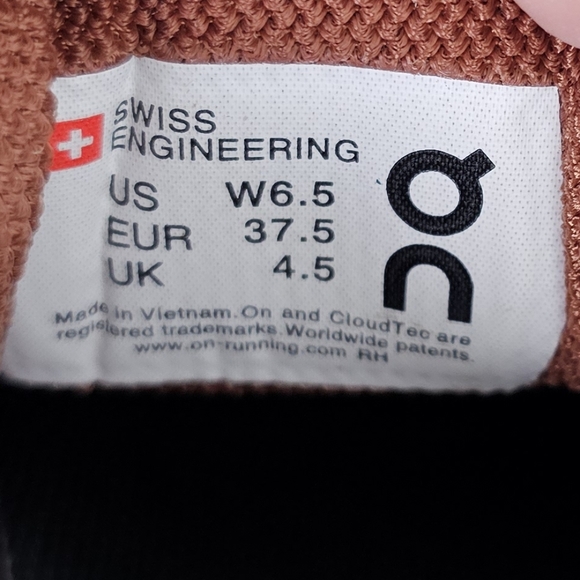 SWISS
ENGINEERING
US W6.5
EUR 37.5
UK 4.5
On
Made in Vietnam.On and CloudTec are
registered trademarks.Worldwide patents.
www.on-running.com RH